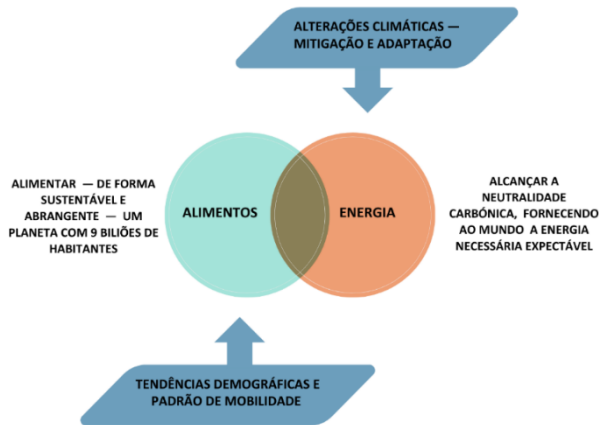 ALTERAÇÕES CLIMÁTICAS —
MITIGAÇÃO E ADAPTAÇÃO
ALIMENTAR — DE FORMA
SUSTENTÁVEL E
ABRANGENTE — UM
PLANETA COM 9 BILIÕES DE
HABITANTES
ALIMENTOS
ENERGIA
ALCANÇAR A
NEUTRALIDADE
CARBÓNICA, FORNECENDO
AO MUNDO A ENERGIA
NECESSÁRIA EXPECTÁVEL
TENDÊNCIAS DEMOGRÁFICAS E
PADRÃO DE MOBILIDADE